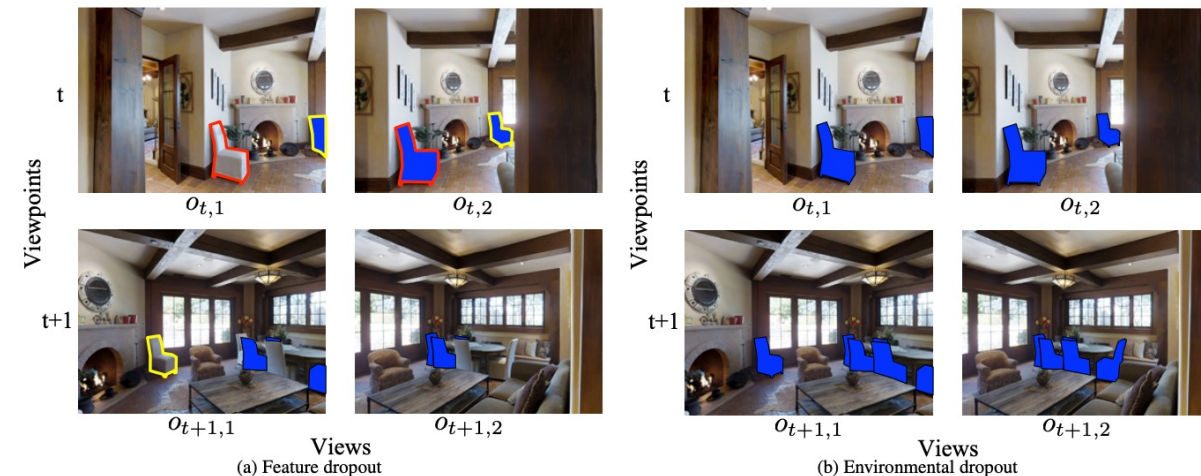 t
t
o_{t,1}
o_{t,2}
o_{t,1}
o_{t,2}
Viewpoints
Viewpoints
t+1
t+1
o_{t+1,1}
o_{t+1,2}
o_{t+1,1}
o_{t+1,2}
Views
Views
(a) Feature dropout
(b) Environmental dropout